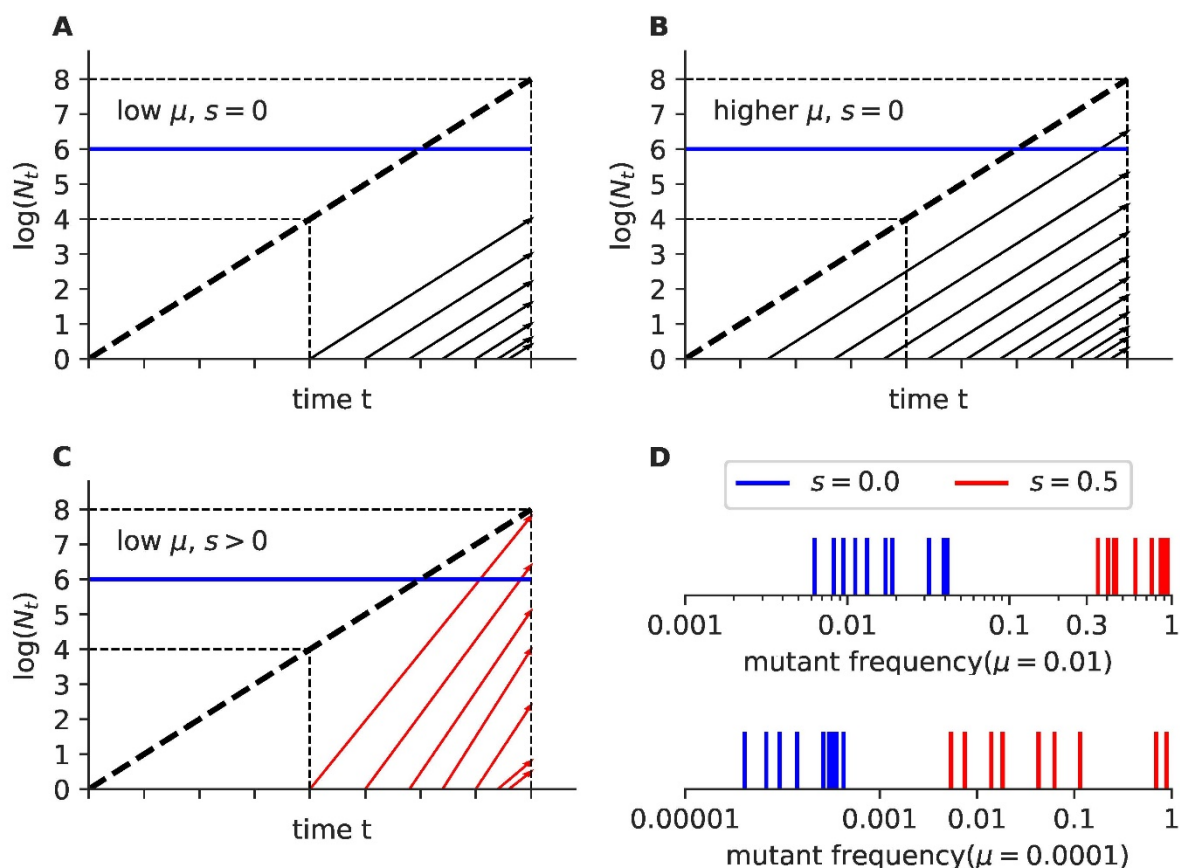 A
log(N_t)
8
7
6
5
4
3
2
1
0
low μ, s = 0
time t
B
log(N_t)
8
7
6
5
4
3
2
1
0
higher μ, s = 0
time t
C
log(N_t)
8
7
6
5
4
3
2
1
0
low μ, s > 0
time t
D
s = 0.0 s = 0.5
0.001 0.01 0.1 0.3 1
mutant frequency(μ = 0.01)
0.00001 0.001 0.01 0.1 1
mutant frequency(μ = 0.0001)